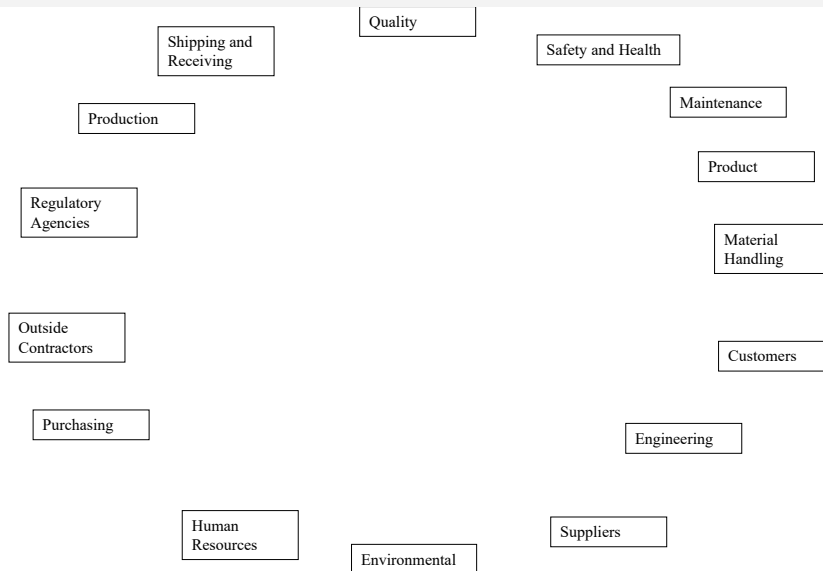 Quality
Shipping and
Receiving
Safety and Health
Maintenance
Production
Product
Regulatory
Agencies
Material
Handling
Outside
Contractors
Customers
Purchasing
Engineering
Human
Resources
Suppliers
Environmental